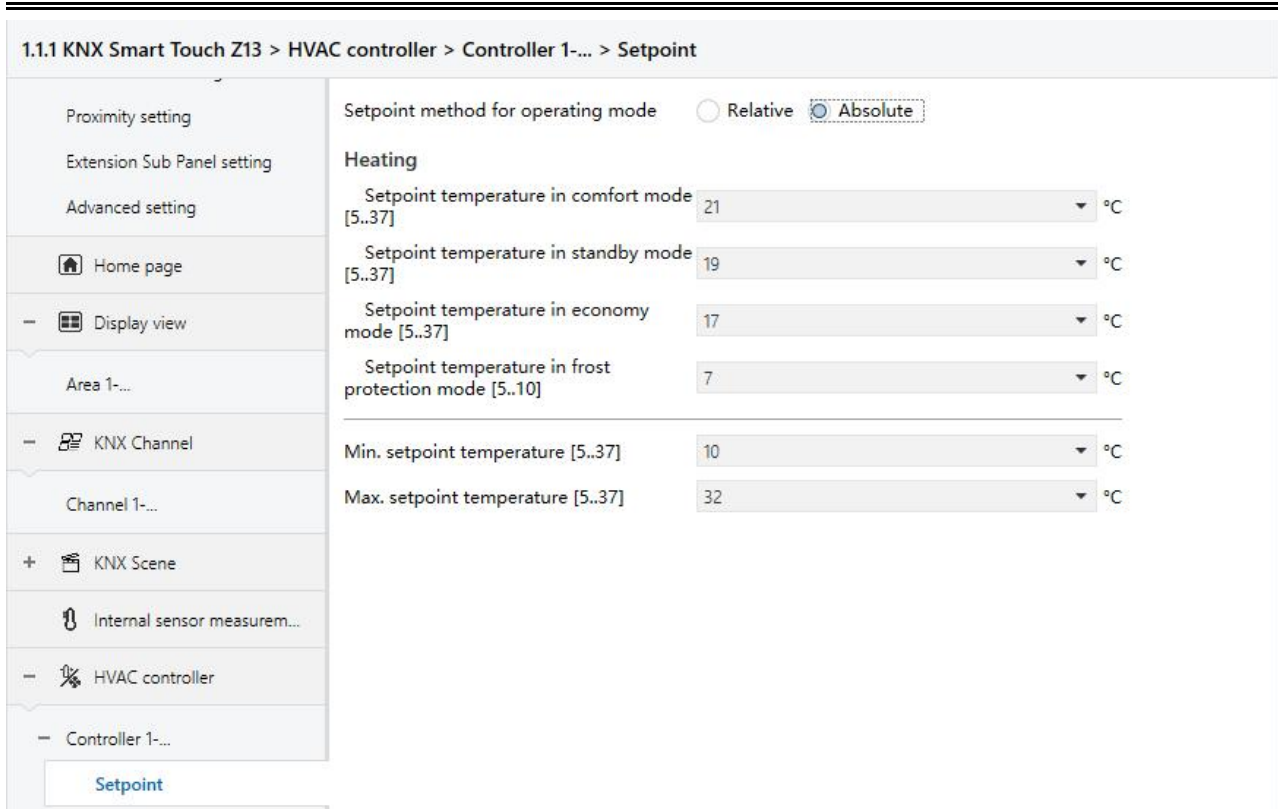 1.1.1 KNX Smart Touch Z13 > HVAC controller > Controller 1-... > Setpoint
Proximity setting
Extension Sub Panel setting
Advanced setting
Home page
Display view
Area 1-...
KNX Channel
Channel 1-...
KNX Scene
Internal sensor measurem...
HVAC controller
Controller 1-...
Setpoint
Setpoint method for operating mode Relative Absolute
Heating
Setpoint temperature in comfort mode
[5..37] 21 °C
Setpoint temperature in standby mode
[5..37] 19 °C
Setpoint temperature in economy
mode [5..37] 17 °C
Setpoint temperature in frost
protection mode [5..10] 7 °C
Min. setpoint temperature [5..37] 10 °C
Max. setpoint temperature [5..37] 32 °C